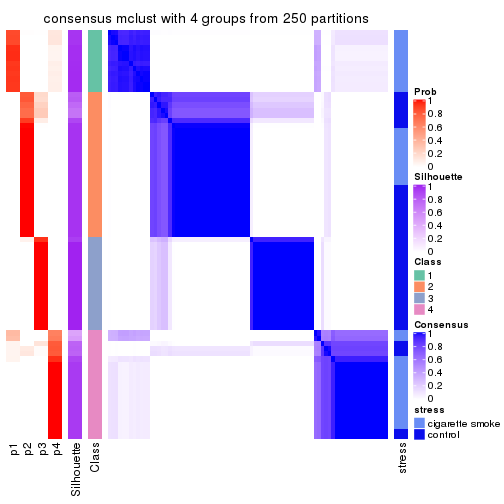 consensus mclust with 4 groups from 250 partitions
Prob
1
0.8
0.6
0.4
0.2
0
Silhouette
1
0.8
0.6
0.4
0.2
0
Class
1
2
3
4
Consensus
1
0.8
0.6
0.4
0.2
0
stress
cigarette smoke
control
p1
p2
p3
p4
Silhouette
Class
stress